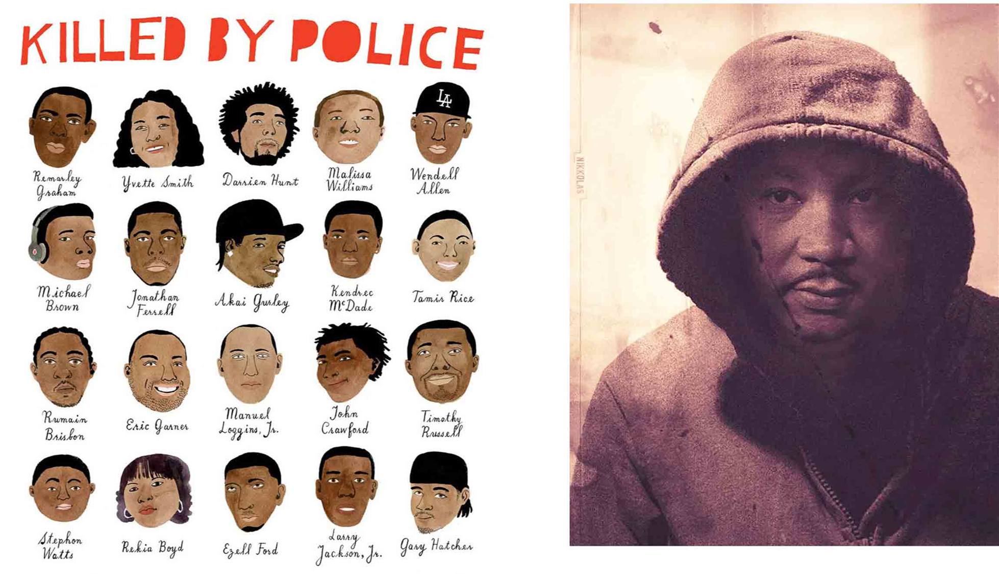 KILLED BY POLICE
LA
Remarley
Graham
Yvette Smith
Darrien Hunt
Malissa
Williams
Wendell
Allen
Michael
Brown
Jonathan
Ferrell
Akai Gurley
Kendrec
McDade
Tamir Rice
Rumain
Brisbon
Eric Garner
Manuel
Loggins, Jr.
John
Crawford
Timothy
Russell
Stephon
Watts
Rekia Boyd
Ezell Ford
Larry
Jackson, Jr.
Gary Hatcher
NIKKOLAS